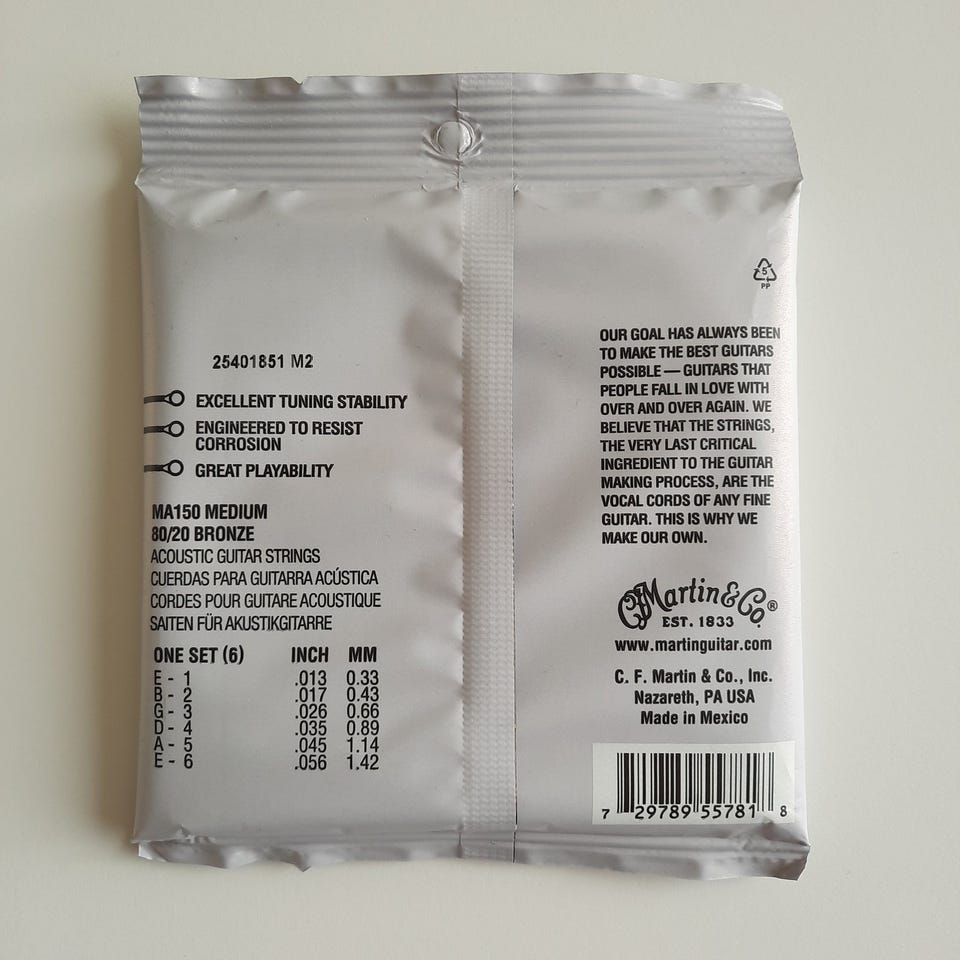 25401851 M2
EXCELLENT TUNING STABILITY
ENGINEERED TO RESIST
CORROSION
GREAT PLAYABILITY
MA150 MEDIUM
80/20 BRONZE
ACOUSTIC GUITAR STRINGS
CUERDAS PARA GUITARRA ACÚSTICA
CORDES POUR GUITARE ACOUSTIQUE
SAITEN FÜR AKUSTIKGITARRE
ONE SET (6) INCH MM
E - 1 .013 0.33
B - 2 .017 0.43
G - 3 .026 0.66
D - 4 .035 0.89
A - 5 .045 1.14
E - 6 .056 1.42
5
PP
OUR GOAL HAS ALWAYS BEEN
TO MAKE THE BEST GUITARS
POSSIBLE — GUITARS THAT
PEOPLE FALL IN LOVE WITH
OVER AND OVER AGAIN. WE
BELIEVE THAT THE STRINGS,
THE VERY LAST CRITICAL
INGREDIENT TO THE GUITAR
MAKING PROCESS, ARE THE
VOCAL CORDS OF ANY FINE
GUITAR. THIS IS WHY WE
MAKE OUR OWN.
CF Martin & Co.®
EST. 1833
www.martinguitar.com
C. F. Martin & Co., Inc.
Nazareth, PA USA
Made in Mexico
7 29789 55781 8